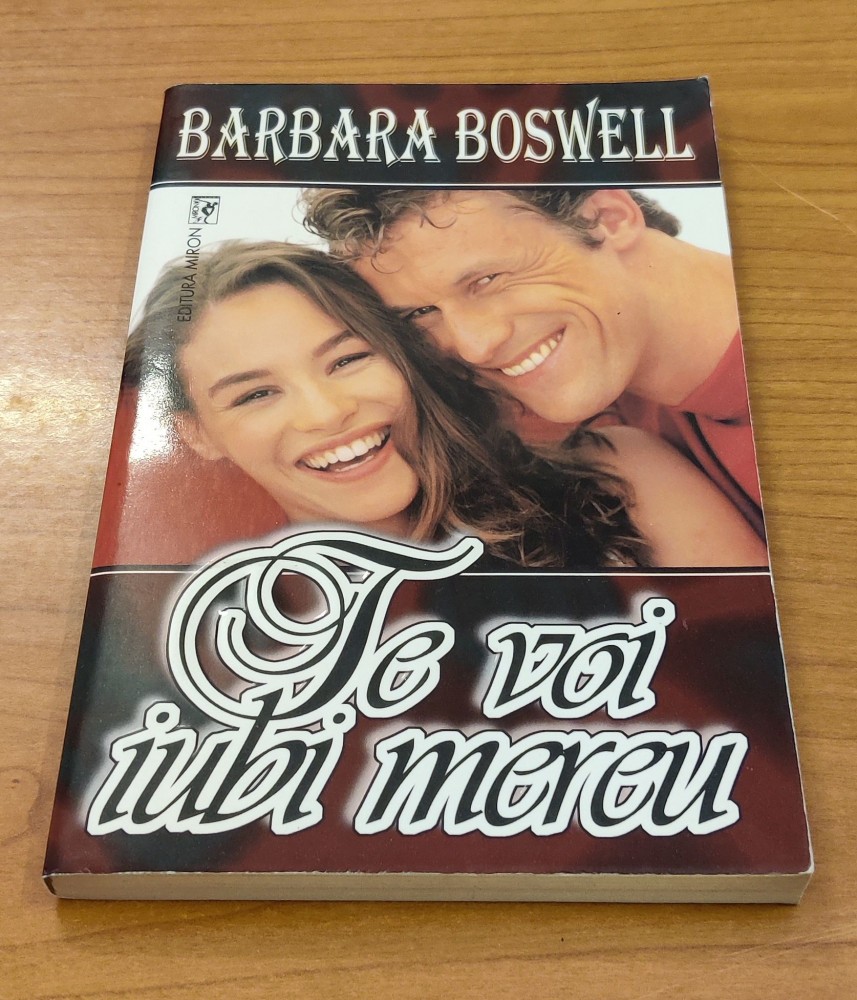 BARBARA BOSWELL
EDITURA MIRON
Te voi
iubi mereu